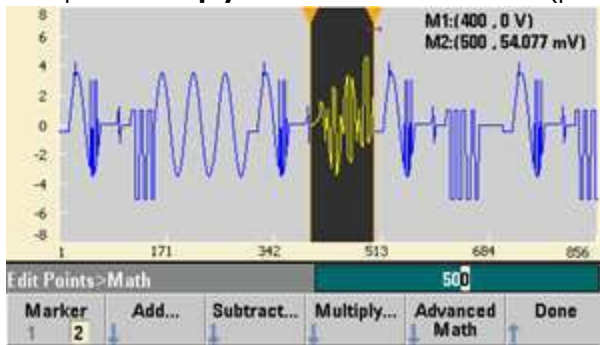 8
6
4
2
0
-2
-4
-6
-8
M1:(400 , 0 V)
M2:(500 , 54.077 mV)
1 171 342 513 684 856
Edit Points>Math 500
Marker 1 2 Add... Subtract... Multiply... Advanced Math Done